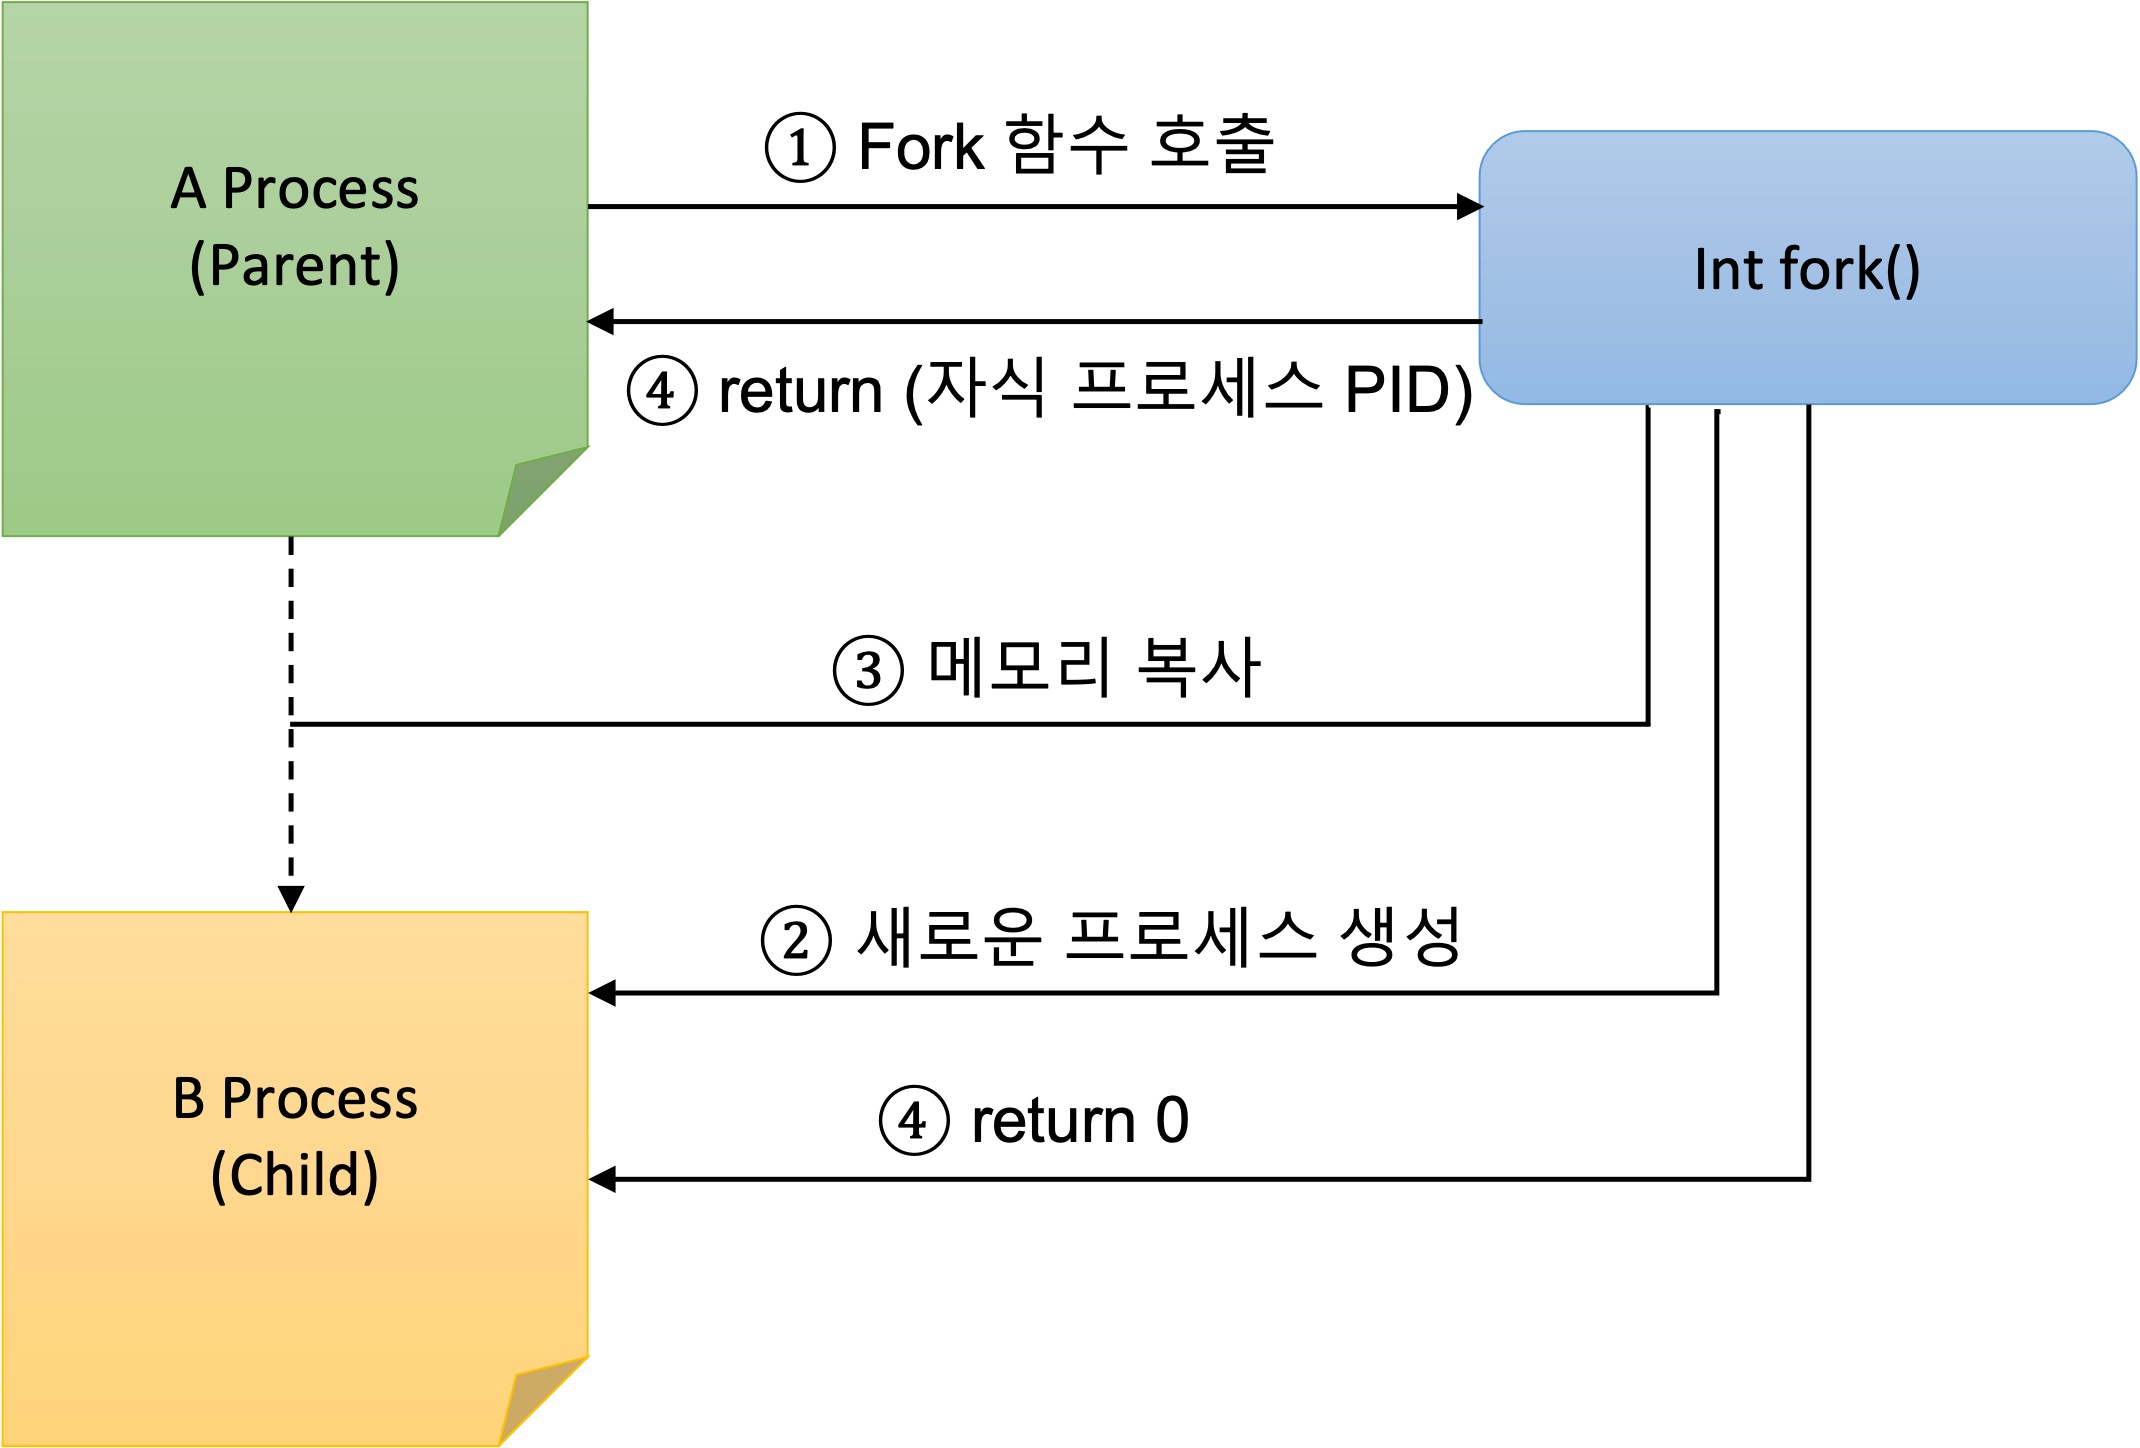 ① Fork 함수 호출
A Process
(Parent)
Int fork()
④ return (자식 프로세스 PID)
③ 메모리 복사
② 새로운 프로세스 생성
B Process
(Child)
④ return 0